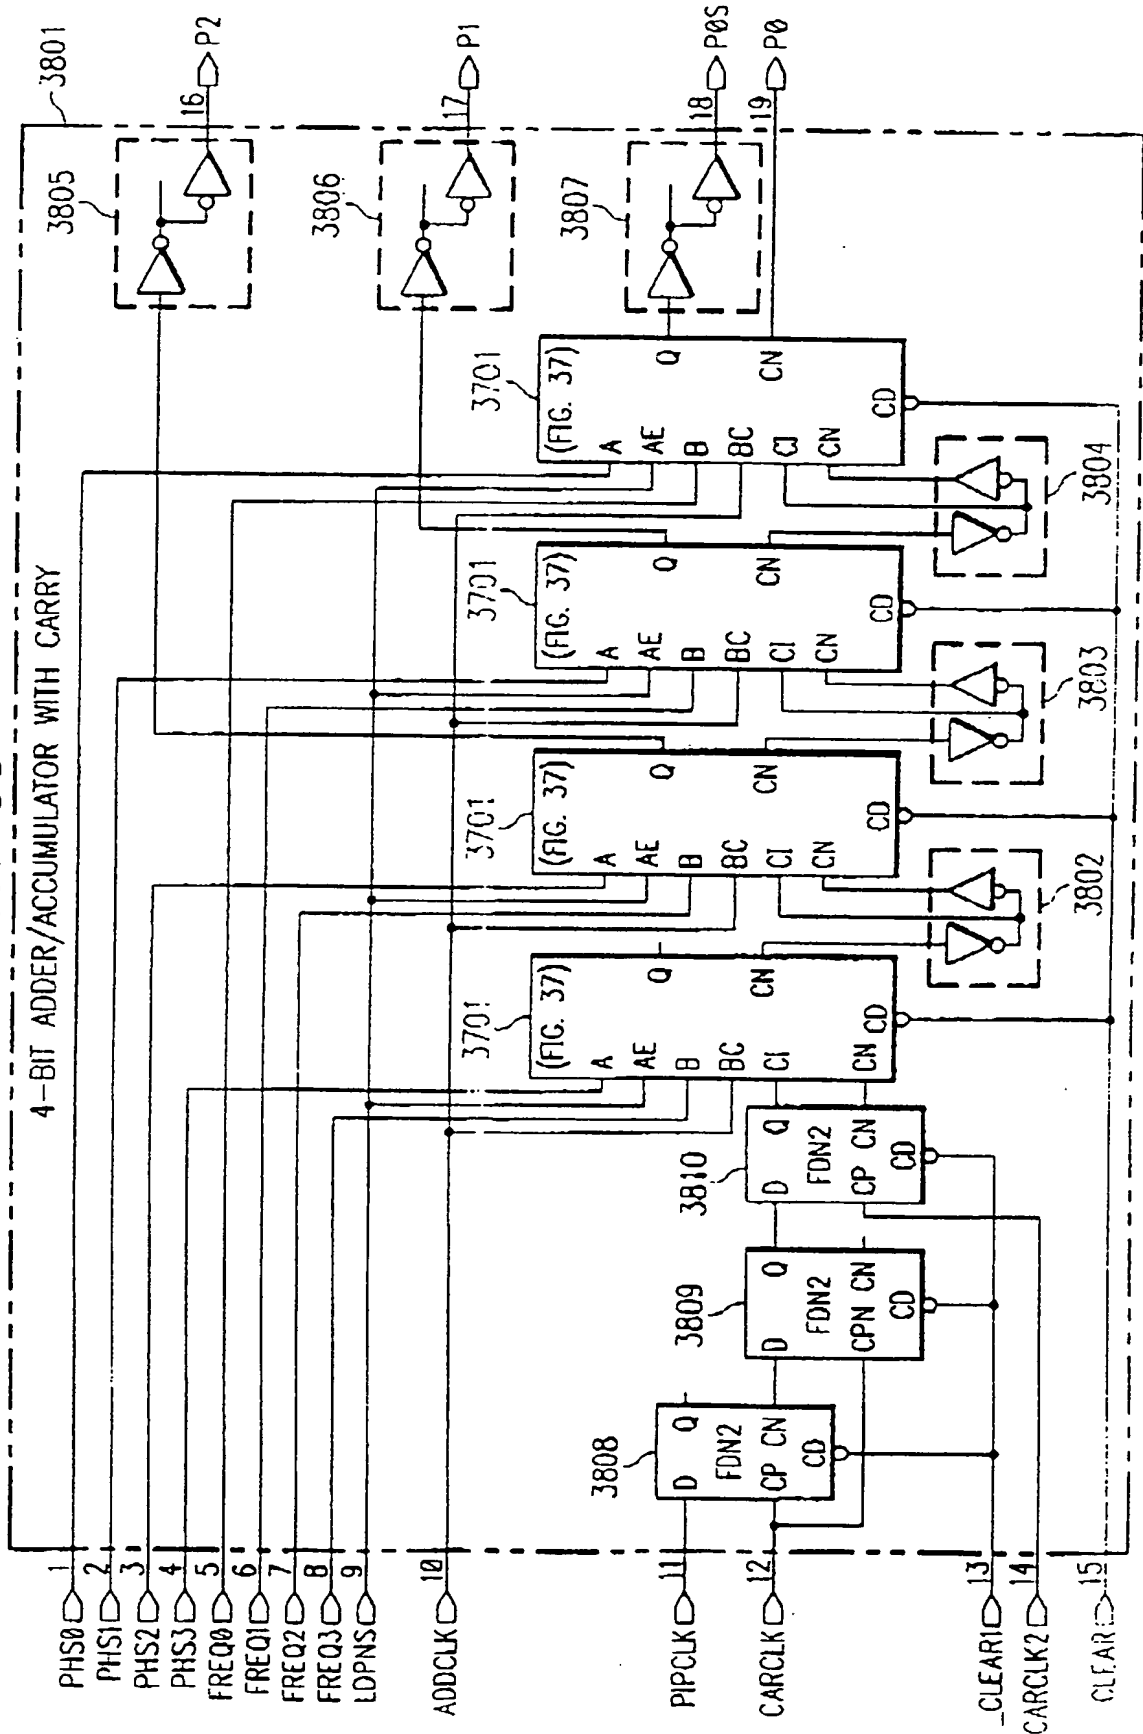 4-BIT ADDER/ACCUMULATOR WITH CARRY
3801
PHS0 1
PHS1 2
PHS2 3
PHS3 4
FREQ0 5
FREQ1 6
FREQ2 7
FREQ3 8
LDPNS 9
ADDCLK 10
PIPCLK 11
CARCLK 12
_CLEAR1 13
CARCLK2 14
CLEAR 15
16 P2
17 P1
18 P0S
19 P0
3805
3806
3807
3808
D Q
FDN2
CP CN
CD
3809
D Q
FDN2
CPN CN
CD
3810
D Q
FDN2
CP CN
CD
3701
(FIG. 37)
A
AE
B
BC
CI
CN
Q
CN
CD
3802
3701
(FIG. 37)
A
AE
B
BC
CI
CN
Q
CN
CD
3803
3701
(FIG. 37)
A
AE
B
BC
CI
CN
Q
CN
CD
3804
3701
(FIG. 37)
A
AE
B
BC
CI
CN
Q
CN
CD